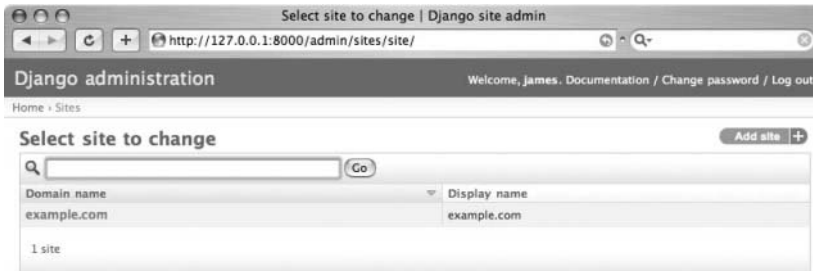 Select site to change | Django site admin
http://127.0.0.1:8000/admin/sites/site/
Q-
Django administration
Welcome, james. Documentation / Change password / Log out
Home › Sites
Select site to change
Add site +
Go
Domain name Display name
example.com example.com
1 site